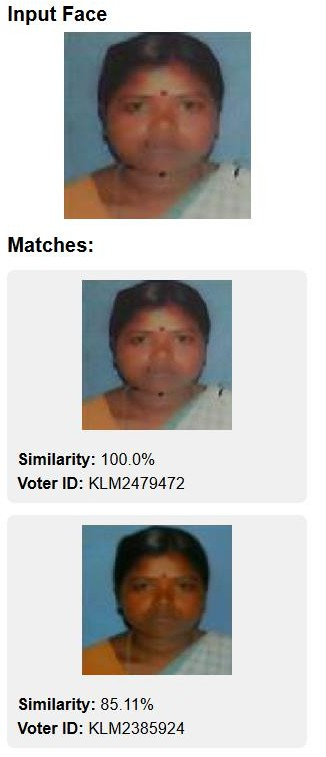 Input Face
Matches:
Similarity: 100.0%
Voter ID: KLM2479472
Similarity: 85.11%
Voter ID: KLM2385924